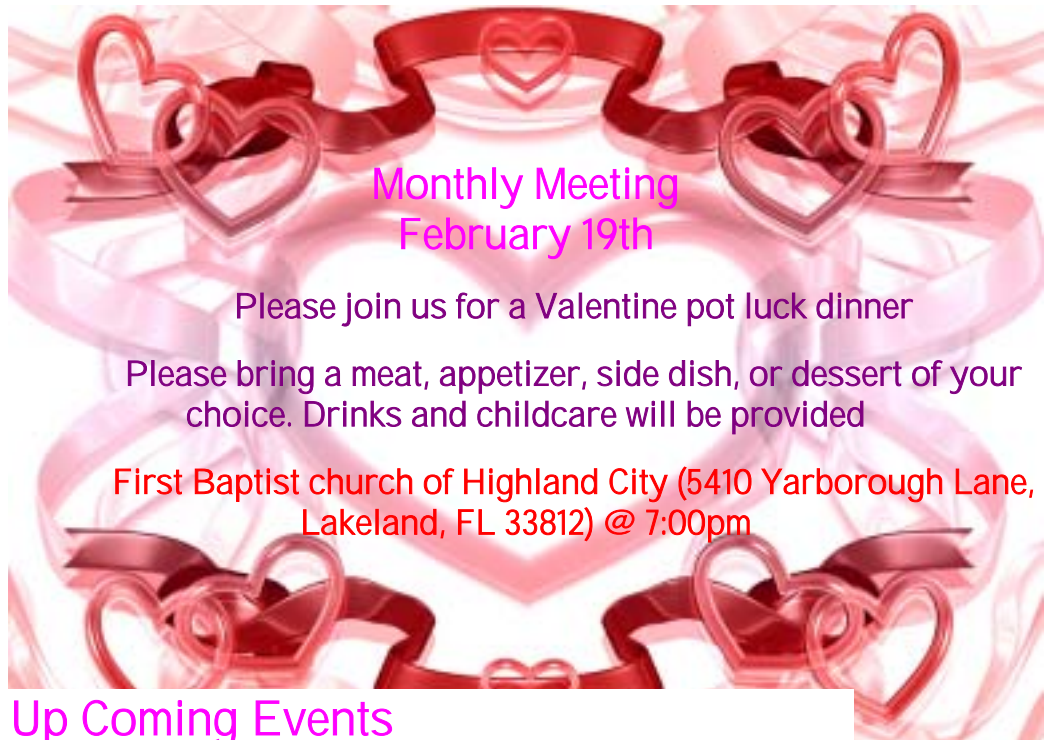 Monthly Meeting
February 19th
Please join us for a Valentine pot luck dinner
Please bring a meat, appetizer, side dish, or dessert of your
choice. Drinks and childcare will be provided
First Baptist church of Highland City (5410 Yarborough Lane,
Lakeland, FL 33812) @ 7:00pm
Up Coming Events